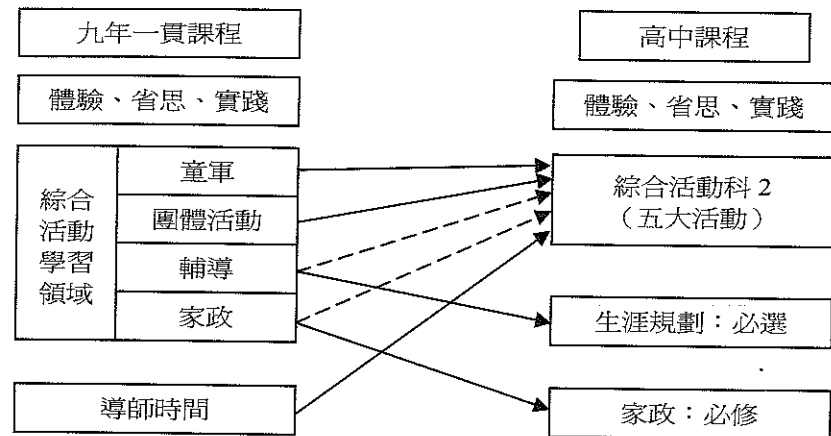 九年一貫課程
高中課程
體驗、省思、實踐
體驗、省思、實踐
綜合
活動
學習
領域
童軍
團體活動
輔導
家政
綜合活動科 2
（五大活動）
生涯規劃：必選
導師時間
家政：必修